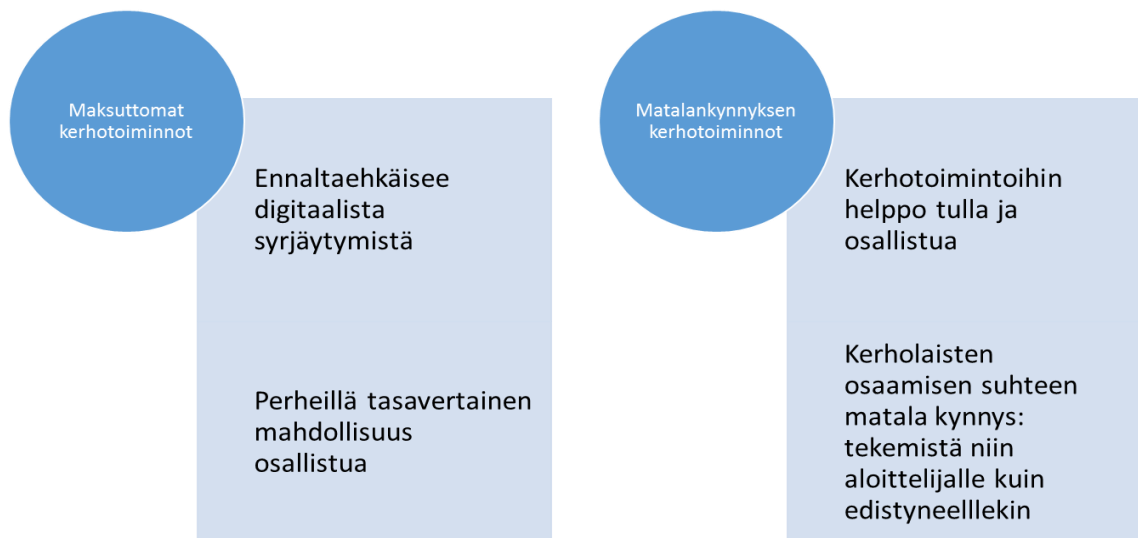 Maksuttomat
kerhotoiminnot
Ennaltaehkäisee
digitaalista
syrjäytymistä
Perheillä tasavertainen
mahdollisuus
osallistua
Matalankynnyksen
kerhotoiminnot
Kerhotoimintoihin
helppo tulla ja
osallistua
Kerholaisten
osaamisen suhteen
matala kynnys:
tekemistä niin
aloittelijalle kuin
edistyneelllekin